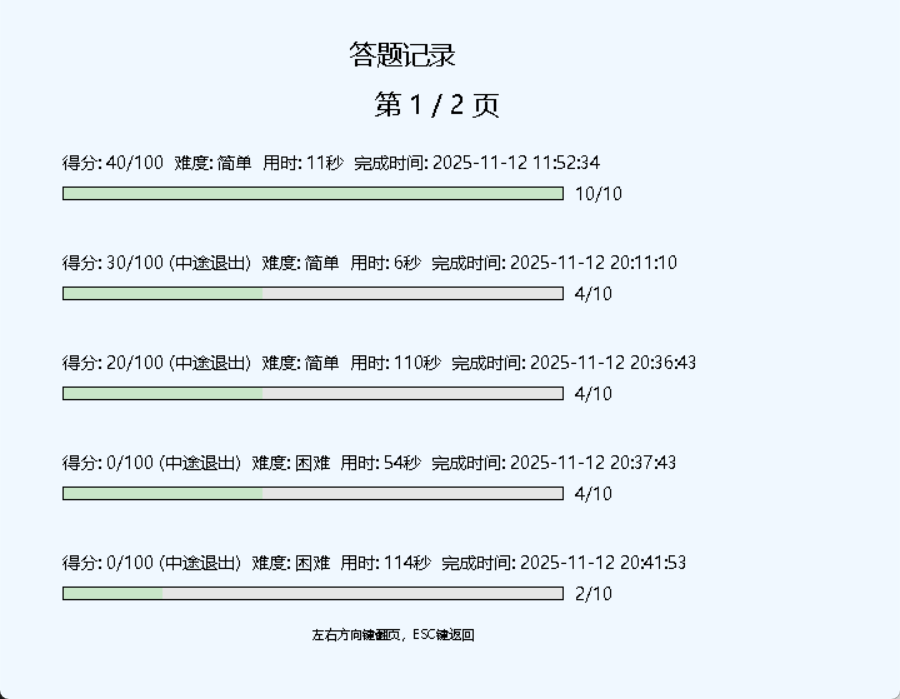 答题记录
第 1 / 2 页
得分: 40/100 难度: 简单 用时: 11秒 完成时间: 2025-11-12 11:52:34
10/10
得分: 30/100 (中途退出) 难度: 简单 用时: 6秒 完成时间: 2025-11-12 20:11:10
4/10
得分: 20/100 (中途退出) 难度: 简单 用时: 110秒 完成时间: 2025-11-12 20:36:43
4/10
得分: 0/100 (中途退出) 难度: 困难 用时: 54秒 完成时间: 2025-11-12 20:37:43
4/10
得分: 0/100 (中途退出) 难度: 困难 用时: 114秒 完成时间: 2025-11-12 20:41:53
2/10
左右方向键翻页，ESC键返回